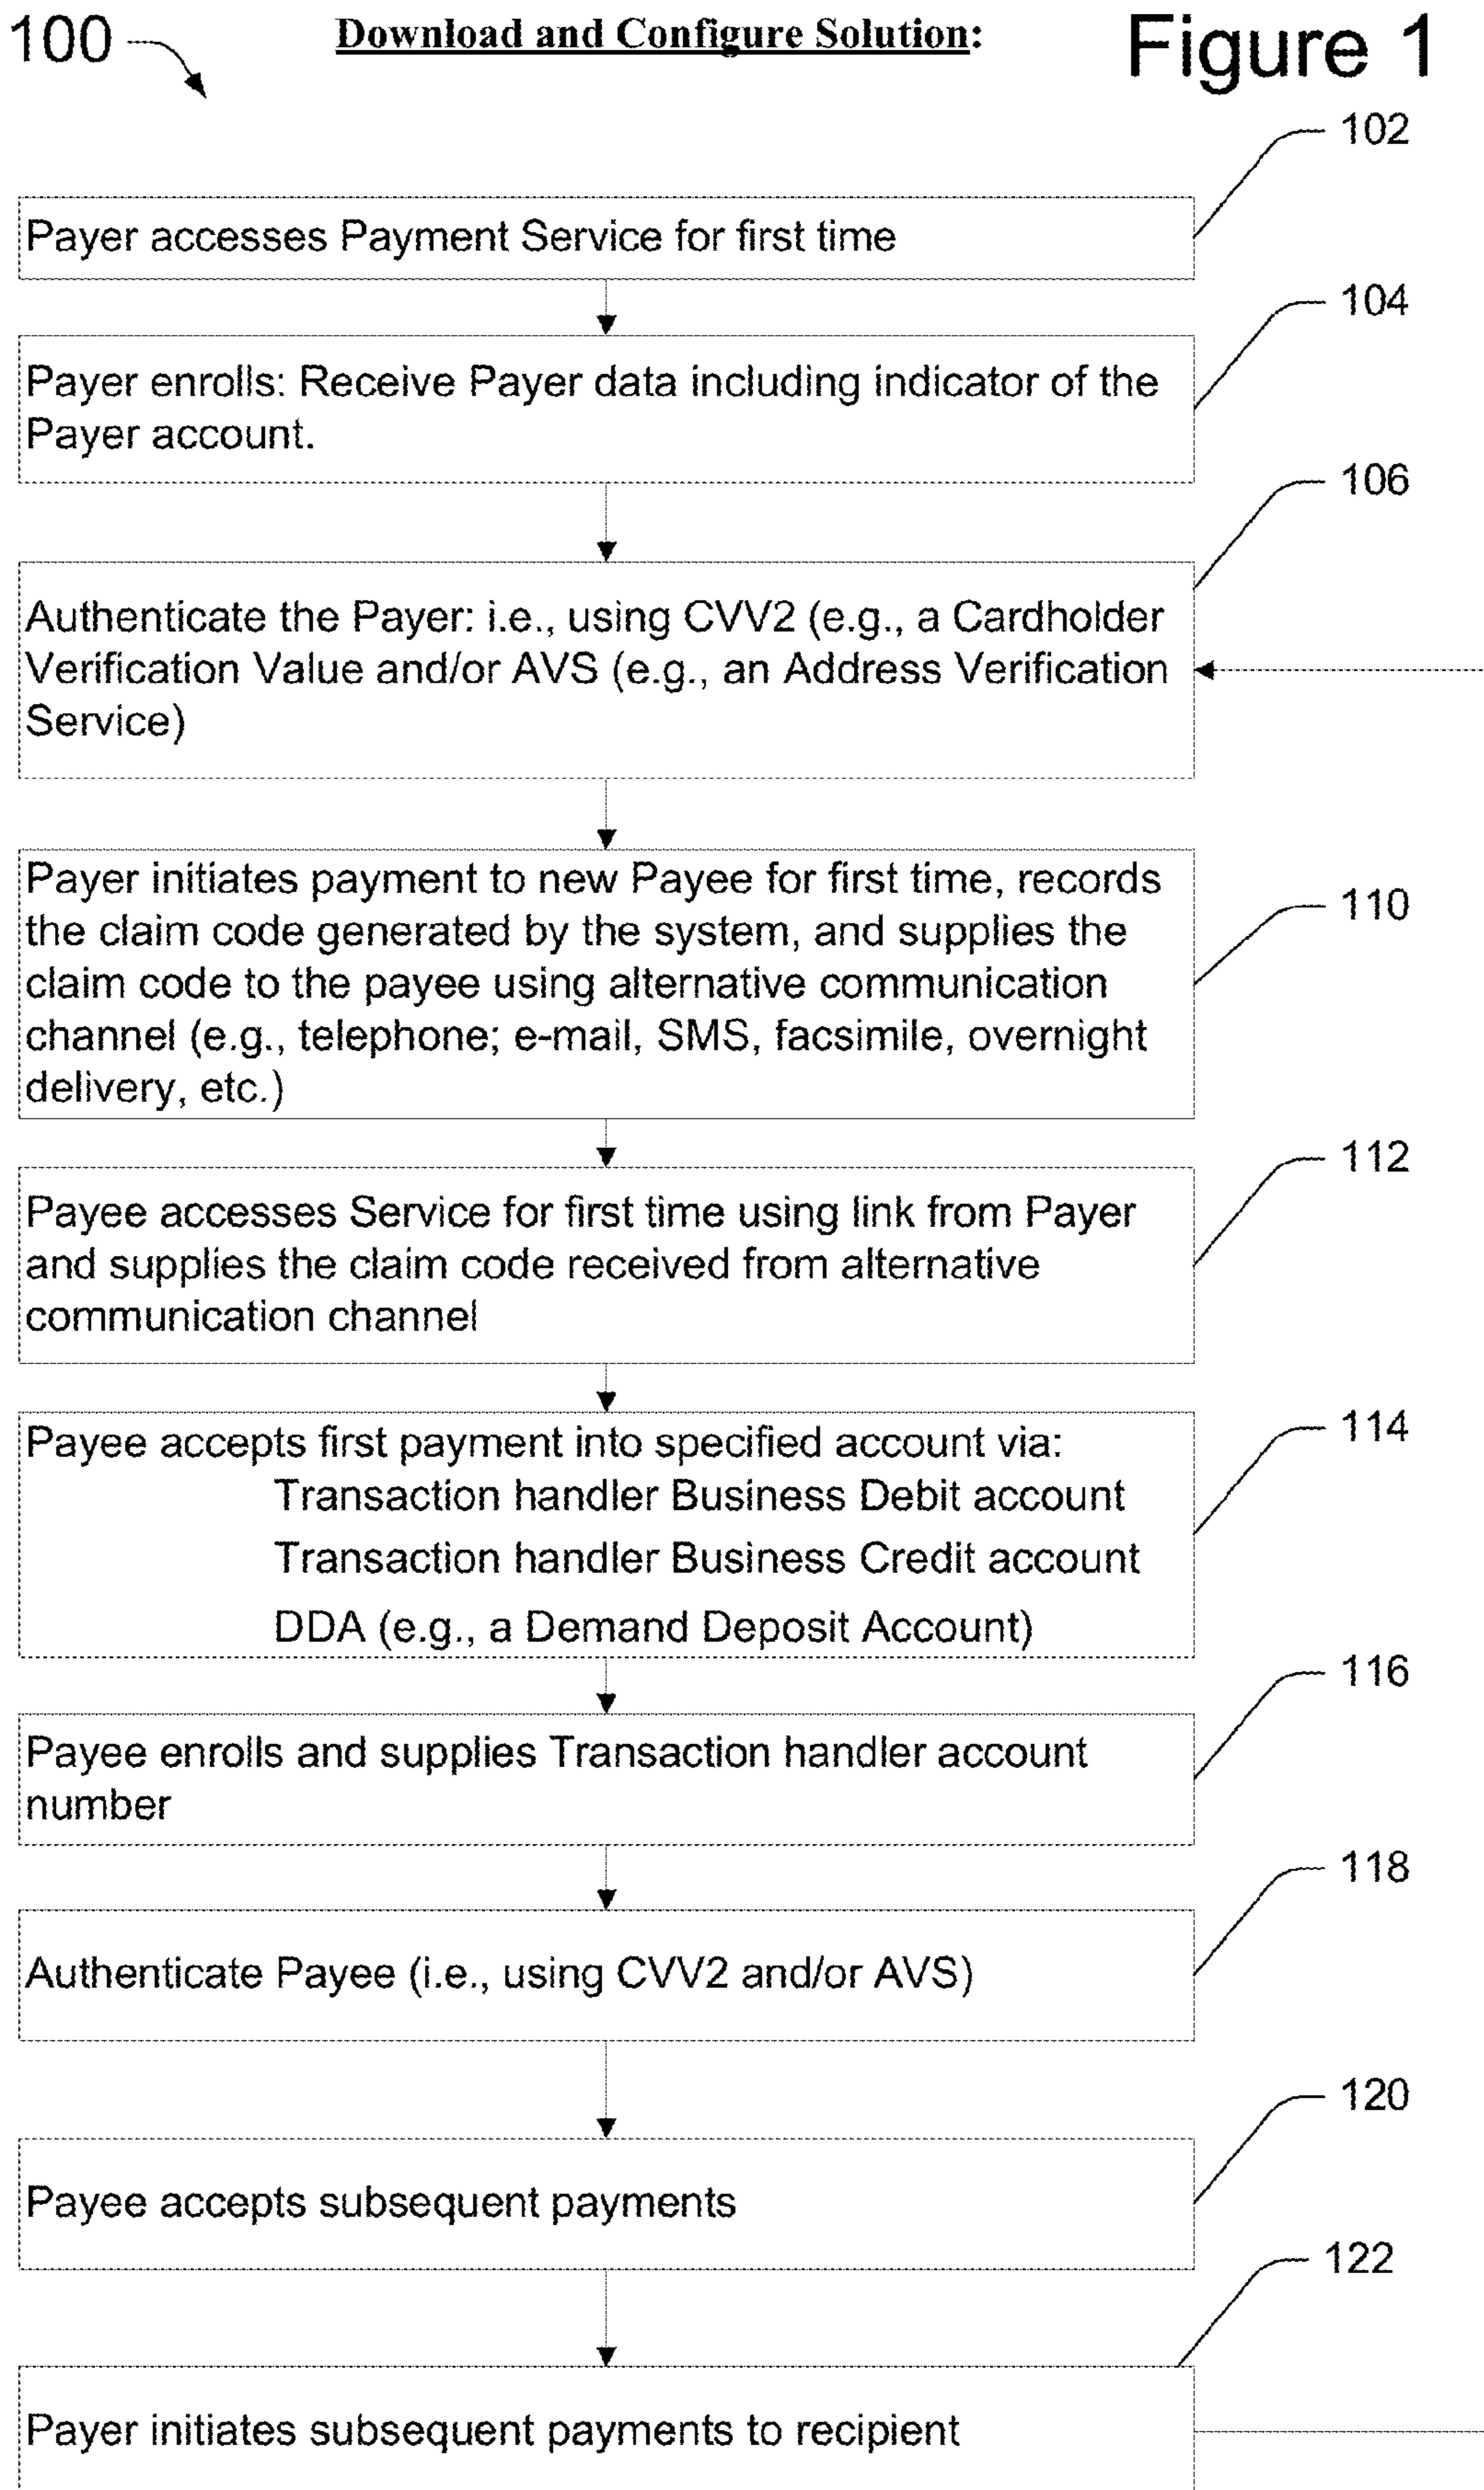 100
Download and Configure Solution:
Figure 1
102
Payer accesses Payment Service for first time
104
Payer enrolls: Receive Payer data including indicator of the
Payer account.
106
Authenticate the Payer: i.e., using CVV2 (e.g., a Cardholder
Verification Value and/or AVS (e.g., an Address Verification
Service)
110
Payer initiates payment to new Payee for first time, records
the claim code generated by the system, and supplies the
claim code to the payee using alternative communication
channel (e.g., telephone; e-mail, SMS, facsimile, overnight
delivery, etc.)
112
Payee accesses Service for first time using link from Payer
and supplies the claim code received from alternative
communication channel
114
Payee accepts first payment into specified account via:
Transaction handler Business Debit account
Transaction handler Business Credit account
DDA (e.g., a Demand Deposit Account)
116
Payee enrolls and supplies Transaction handler account
number
118
Authenticate Payee (i.e., using CVV2 and/or AVS)
120
Payee accepts subsequent payments
122
Payer initiates subsequent payments to recipient